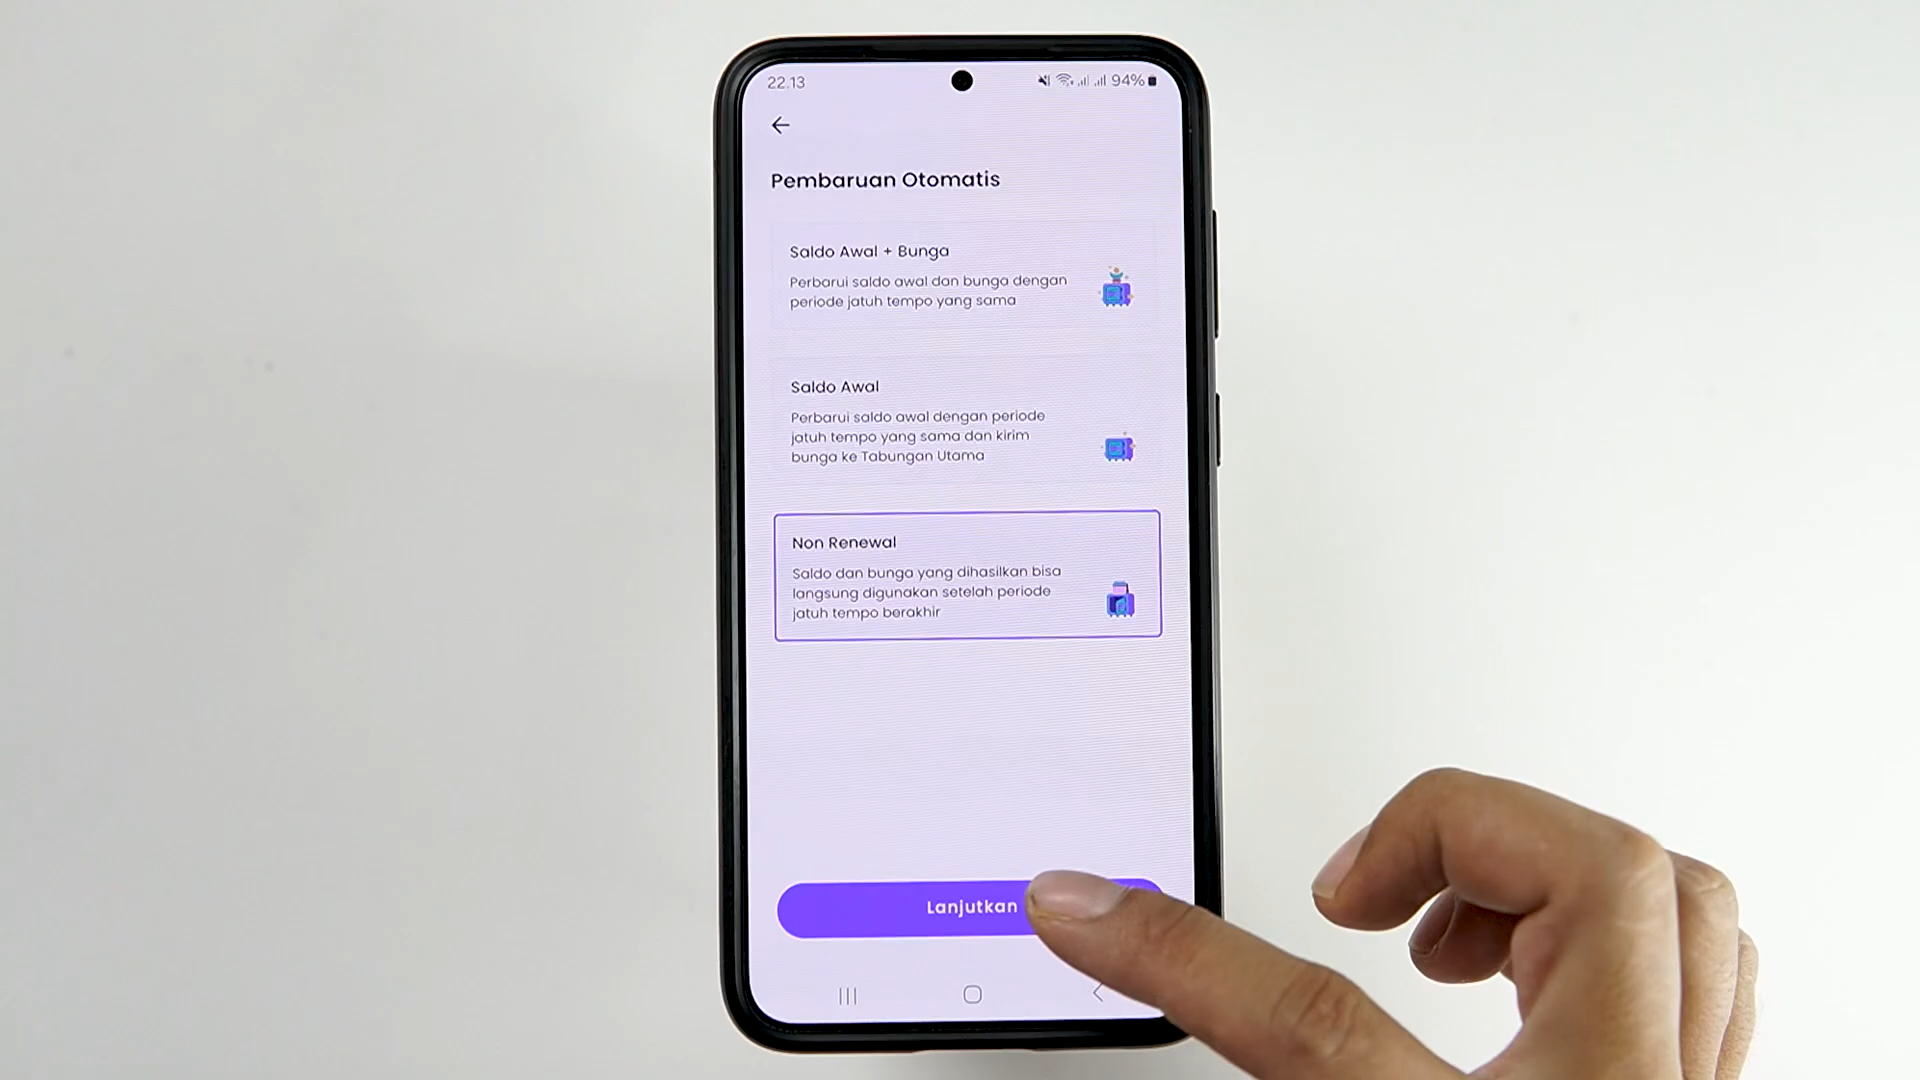 22.13
94%
Pembaruan Otomatis
Saldo Awal + Bunga
Perbarui saldo awal dan bunga dengan
periode jatuh tempo yang sama
Saldo Awal
Perbarui saldo awal dengan periode
jatuh tempo yang sama dan kirim
bunga ke Tabungan Utama
Non Renewal
Saldo dan bunga yang dihasilkan bisa
langsung digunakan setelah periode
jatuh tempo berakhir
Lanjutkan